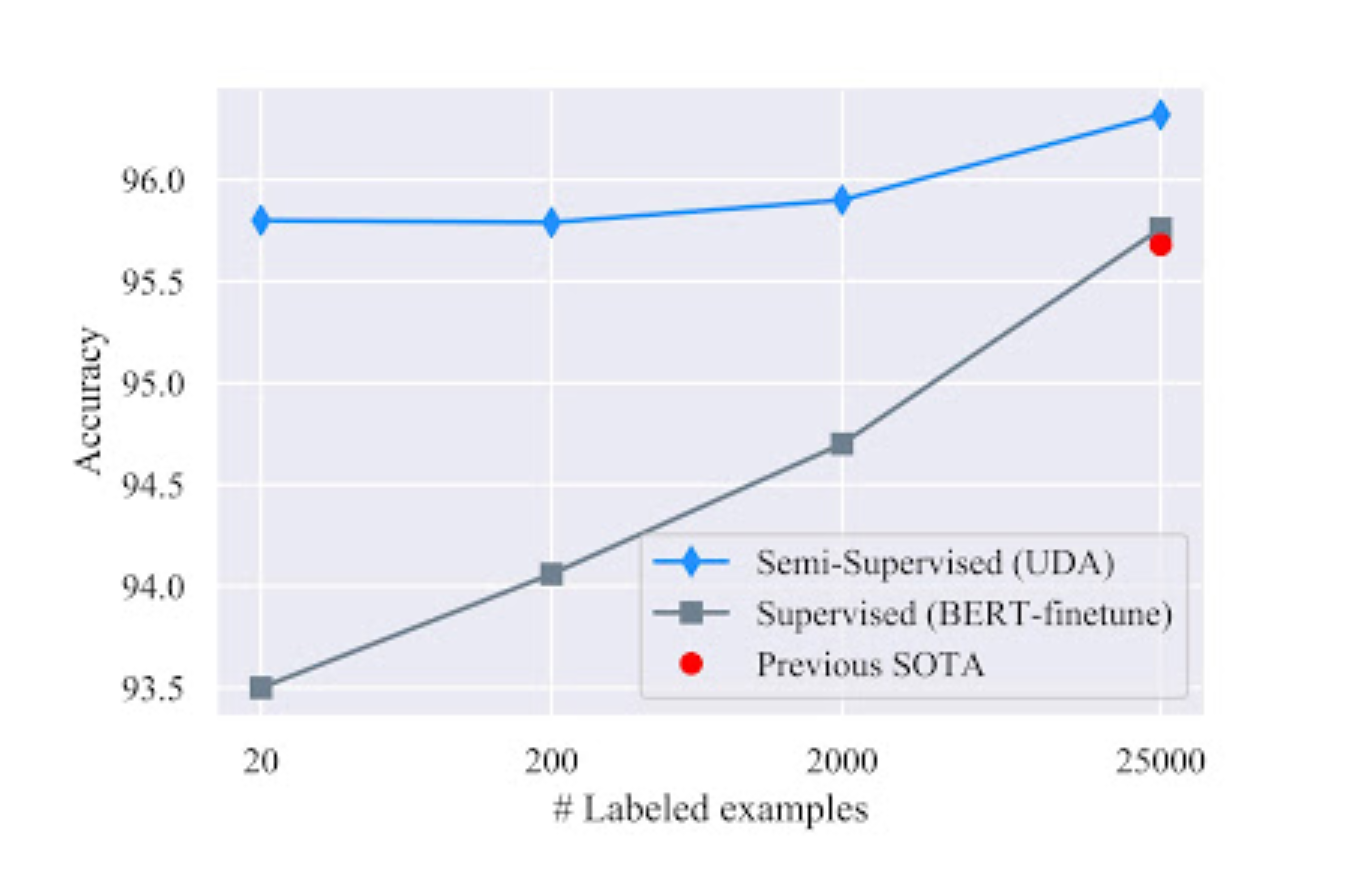 96.0
95.5
95.0
94.5
94.0
93.5
Accuracy
Semi-Supervised (UDA)
Supervised (BERT-finetune)
Previous SOTA
20 200 2000 25000
# Labeled examples